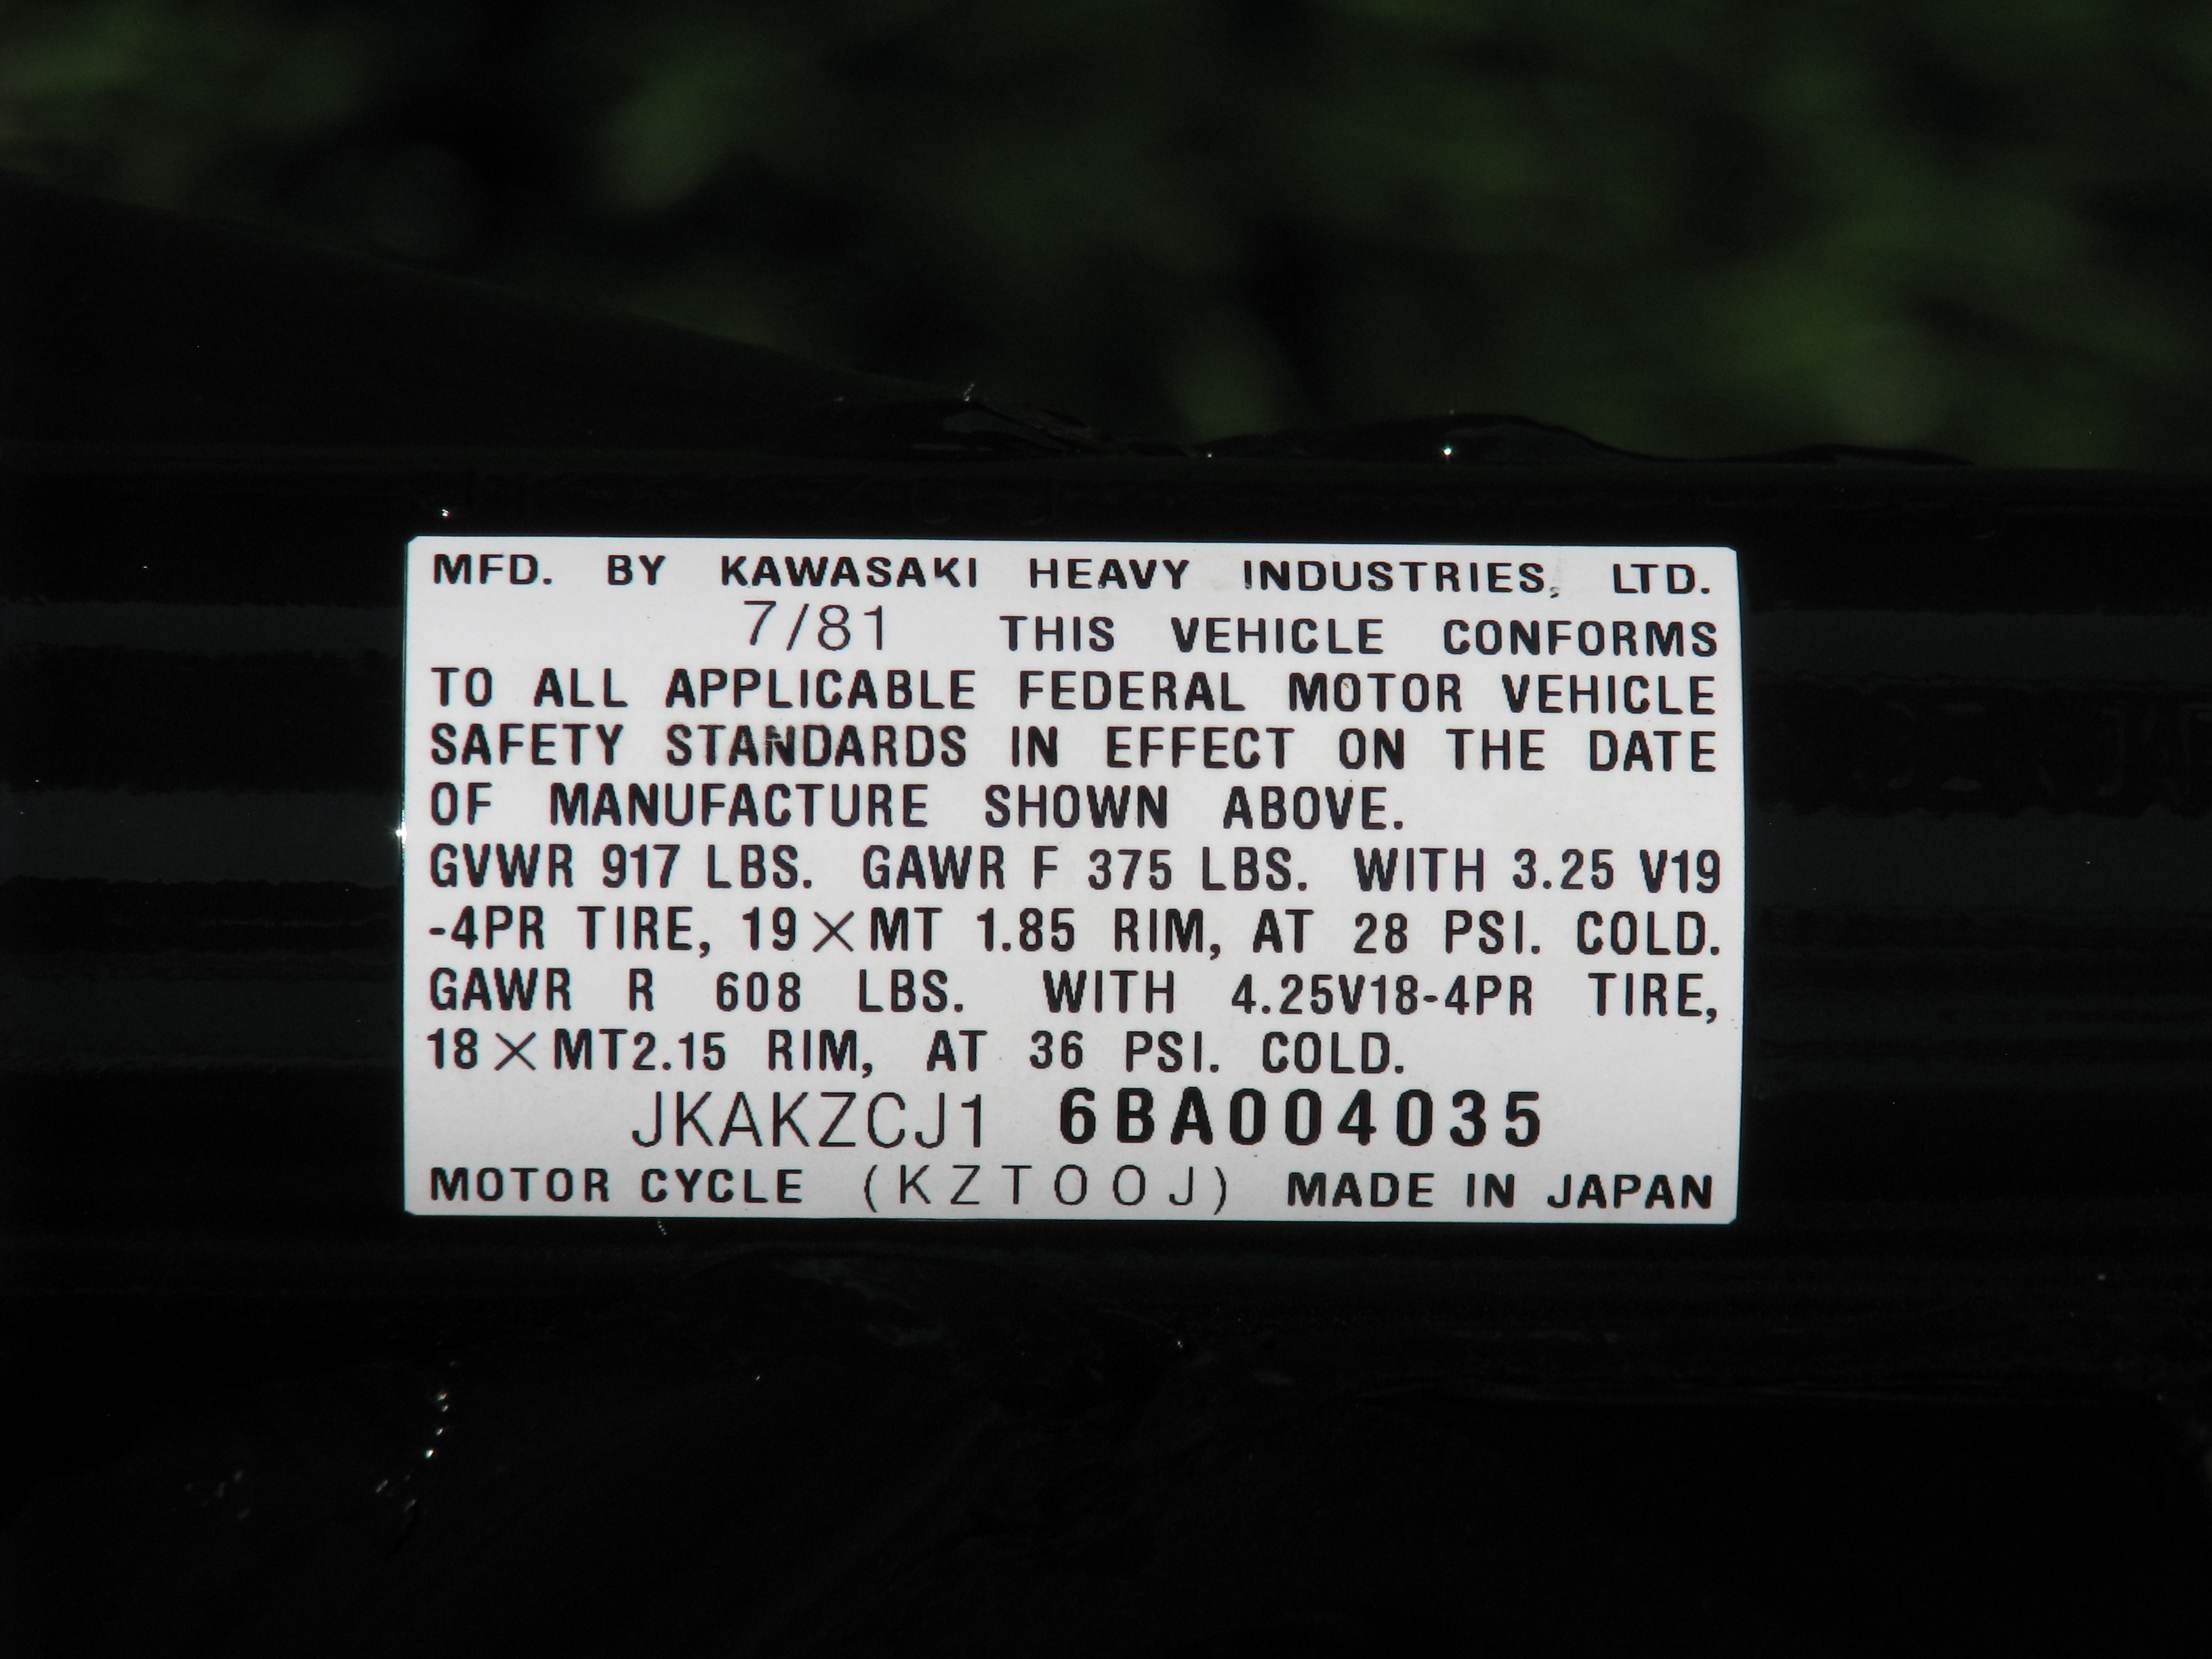 MFD. BY KAWASAKI HEAVY INDUSTRIES, LTD.
7/81 THIS VEHICLE CONFORMS
TO ALL APPLICABLE FEDERAL MOTOR VEHICLE
SAFETY STANDARDS IN EFFECT ON THE DATE
OF MANUFACTURE SHOWN ABOVE.
GVWR 917 LBS. GAWR F 375 LBS. WITH 3.25 V19
-4PR TIRE, 19×MT 1.85 RIM, AT 28 PSI. COLD.
GAWR R 608 LBS. WITH 4.25V18-4PR TIRE,
18×MT2.15 RIM, AT 36 PSI. COLD.
JKAKZCJ1 6BA004035
MOTOR CYCLE (KZTOOJ) MADE IN JAPAN